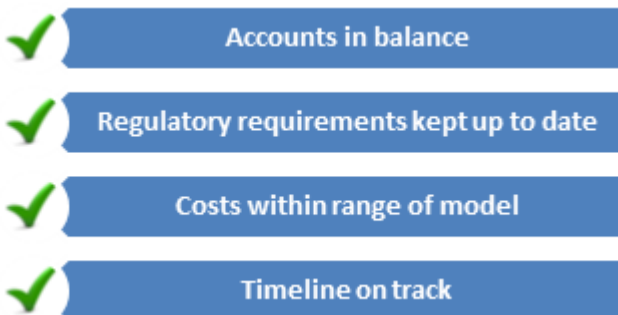 Accounts in balance
Regulatory requirements kept up to date
Costs within range of model
Timeline on track